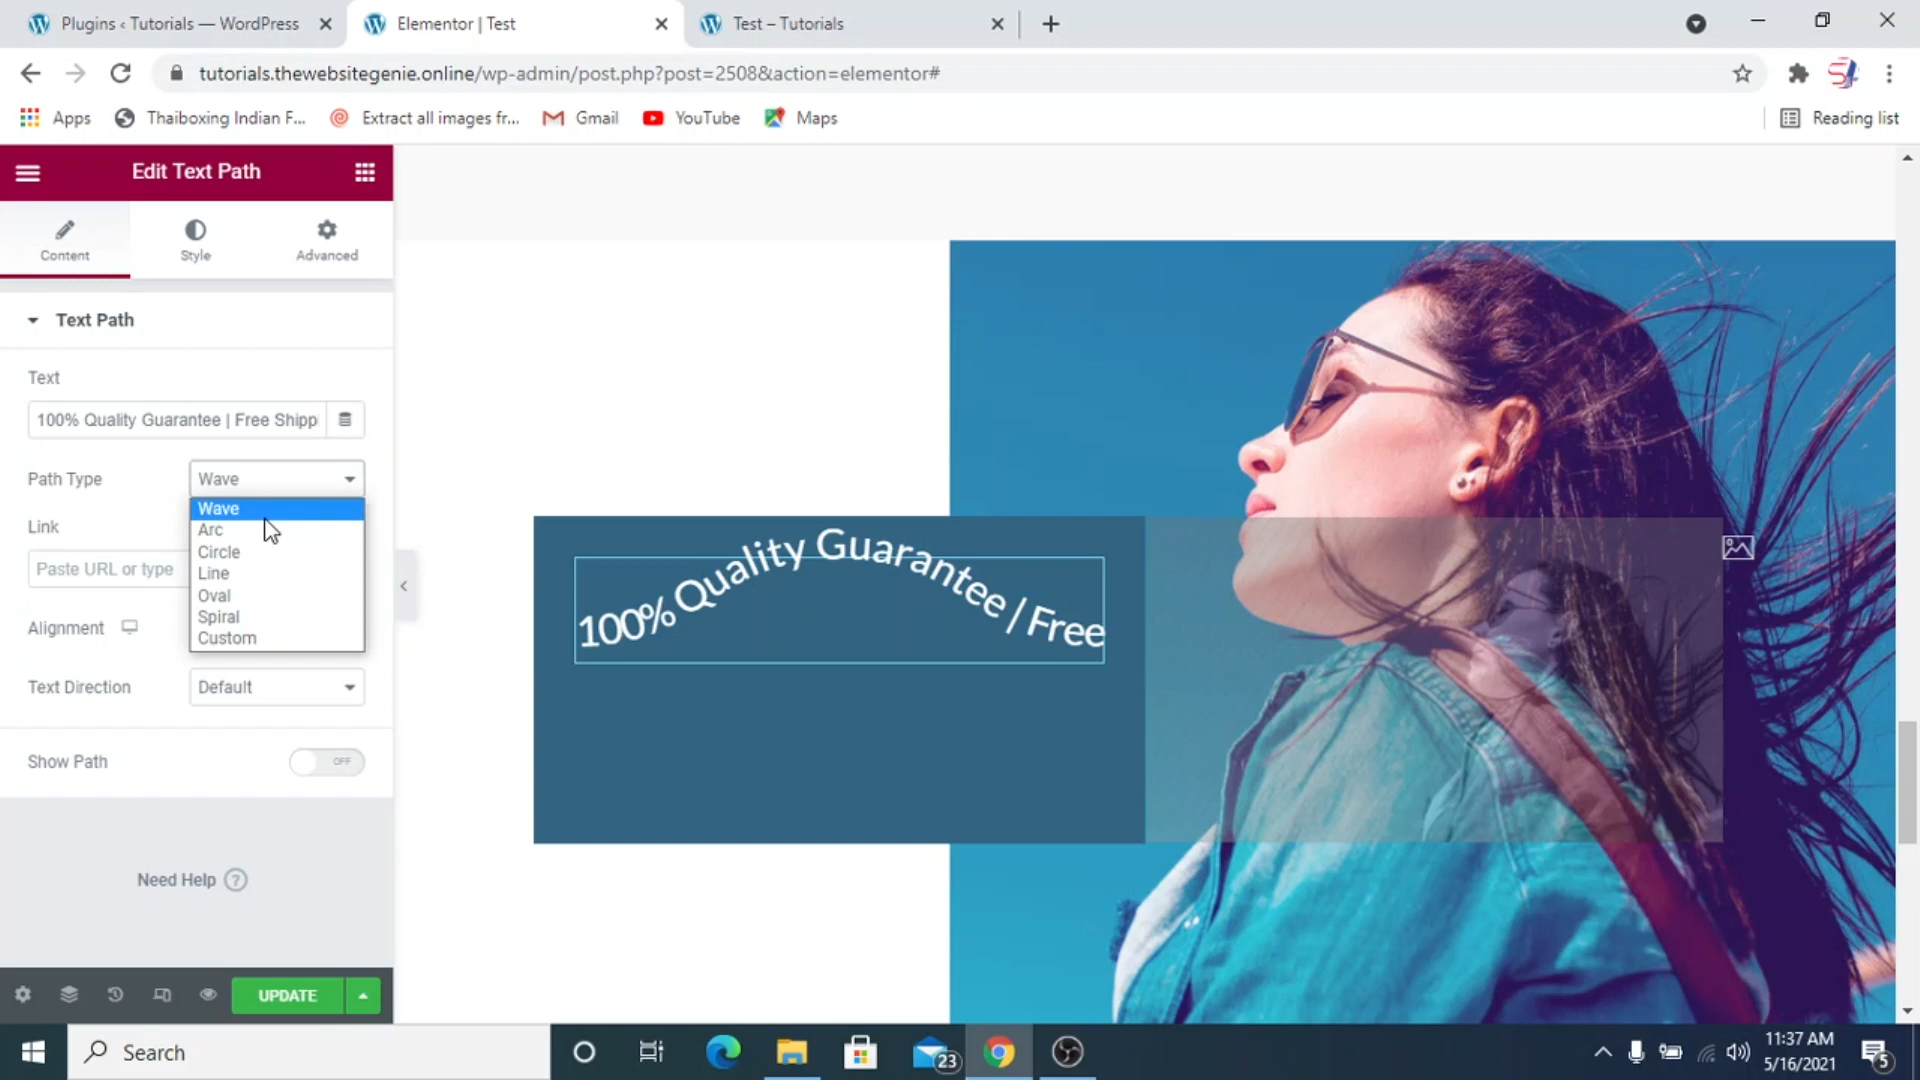 Plugins ‹ Tutorials — WordPress
Elementor | Test
Test – Tutorials
tutorials.thewebsitegenie.online/wp-admin/post.php?post=2508&action=elementor#
Apps
Thaiboxing Indian F...
Extract all images fr...
Gmail
YouTube
Maps
Reading list
Edit Text Path
Content
Style
Advanced
Text Path
Text
100% Quality Guarantee | Free Shipp
Path Type
Wave
Wave
Arc
Circle
Line
Oval
Spiral
Custom
Link
Paste URL or type
Alignment
Text Direction
Default
Show Path
OFF
Need Help ?
UPDATE
100% Quality Guarantee | Free
Search
23
11:37 AM
5/16/2021
5